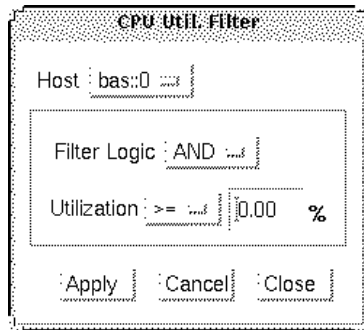 CPU Util. Filter
Host bas::0
Filter Logic AND
Utilization >= 0.00 %
Apply Cancel Close